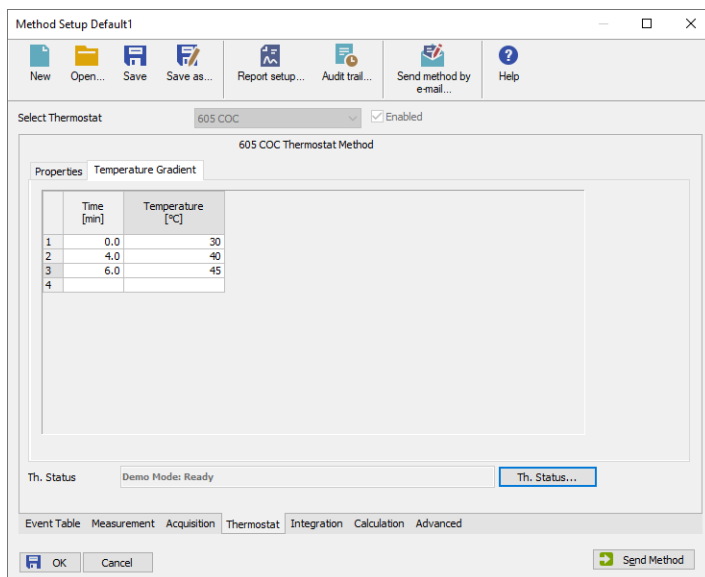 Method Setup Default1
New Open... Save Save as... Report setup... Audit trail... Send method by e-mail... Help
Select Thermostat 605 COC Enabled
605 COC Thermostat Method
Properties Temperature Gradient
Time [min] Temperature [°C]
1 0.0 30
2 4.0 40
3 6.0 45
4
Th. Status Demo Mode: Ready Th. Status...
Event Table Measurement Acquisition Thermostat Integration Calculation Advanced
OK Cancel Send Method